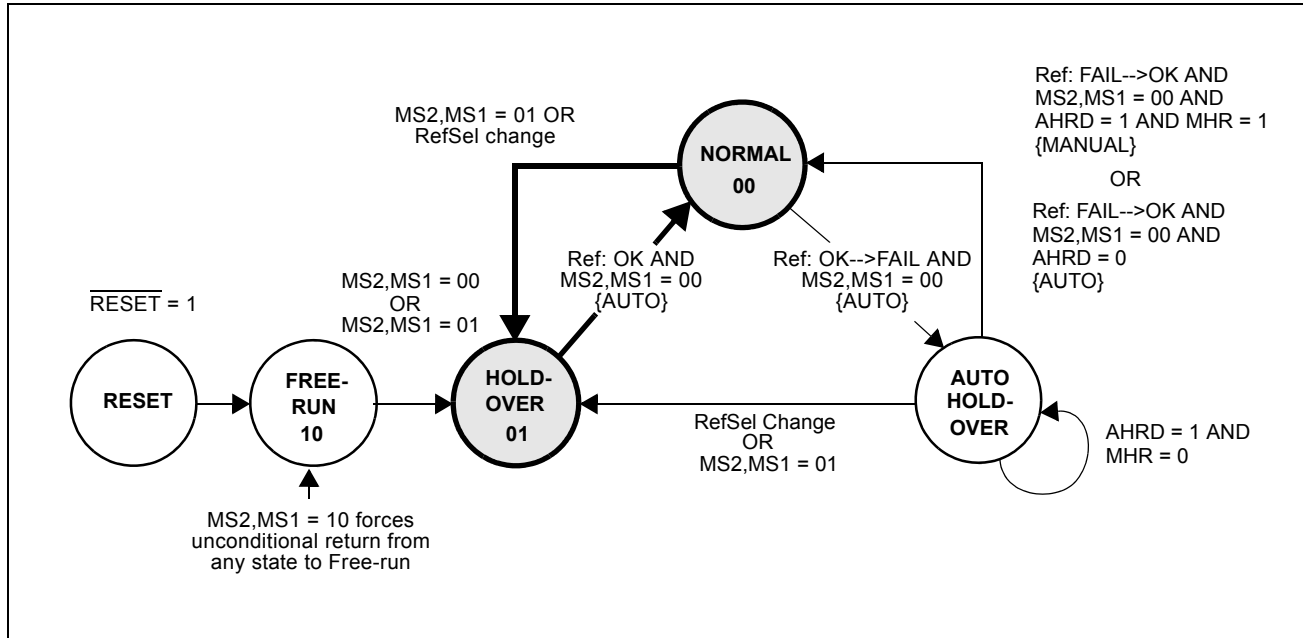 Ref: FAIL-->OK AND
MS2,MS1 = 00 AND
AHRD = 1 AND MHR = 1
{MANUAL}
OR
Ref: FAIL-->OK AND
MS2,MS1 = 00 AND
AHRD = 0
{AUTO}
MS2,MS1 = 01 OR
RefSel change
NORMAL
00
Ref: OK AND
MS2,MS1 = 00
{AUTO}
Ref: OK-->FAIL AND
MS2,MS1 = 00
{AUTO}
MS2,MS1 = 00
OR
MS2,MS1 = 01
RESET = 1
RESET
FREE-
RUN
10
HOLD-
OVER
01
AUTO
HOLD-
OVER
RefSel Change
OR
MS2,MS1 = 01
AHRD = 1 AND
MHR = 0
MS2,MS1 = 10 forces
unconditional return from
any state to Free-run